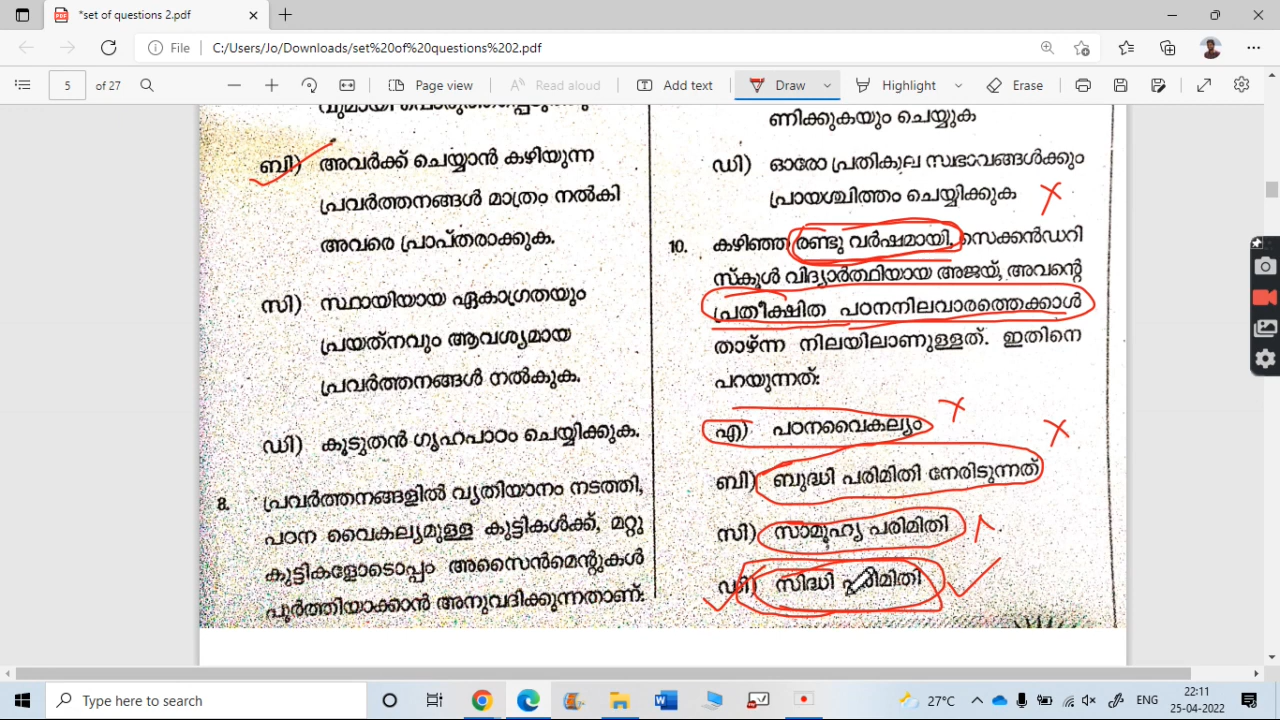 *set of questions 2.pdf
File
C:/Users/Jo/Downloads/set%20of%20questions%202.pdf
5 of 27
Page view
Read aloud
Add text
Draw
Highlight
Erase
ബി) അവർക്ക് ചെയ്യാൻ കഴിയുന്ന
പ്രവർത്തനങ്ങൾ മാത്രം നൽകി
അവരെ പ്രാപ്തരാക്കുക.
സി) സ്ഥായിയായ ഏകാഗ്രതയും
പ്രയത്നവും ആവശ്യമായ
പ്രവർത്തനങ്ങൾ നൽകുക.
ഡി) കൂടുതൽ ഗൃഹപാഠം ചെയ്യിക്കുക.
8. പ്രവർത്തനങ്ങളിൽ വ്യതിയാനം നടത്തി,
പഠന വൈകല്യമുള്ള കുട്ടികൾക്ക്, മറ്റു
കുട്ടികളോടൊപ്പം അസൈൻമെന്റുകൾ
പൂർത്തിയാക്കാൻ അനുവദിക്കുന്നതാണ്:
ണിക്കുകയും ചെയ്യുക
ഡി) ഓരോ പ്രതികൂല സ്വഭാവങ്ങൾക്കും
പ്രായശ്ചിത്തം ചെയ്യിക്കുക
10. കഴിഞ്ഞ രണ്ടു വർഷമായി, സെക്കൻഡറി
സ്കൂൾ വിദ്യാർത്ഥിയായ അജയ്, അവന്റെ
പ്രതീക്ഷിത പഠനനിലവാരത്തെക്കാൾ
താഴ്ന്ന നിലയിലാണുള്ളത്. ഇതിനെ
പറയുന്നത്:
എ) പഠനവൈകല്യം
ബി) ബുദ്ധി പരിമിതി നേരിടുന്നത്
സി) സാമൂഹ്യ പരിമിതി
ഡി) സിദ്ധി പരിമിതി
Type here to search
27°C
ENG
22:11
25-04-2022